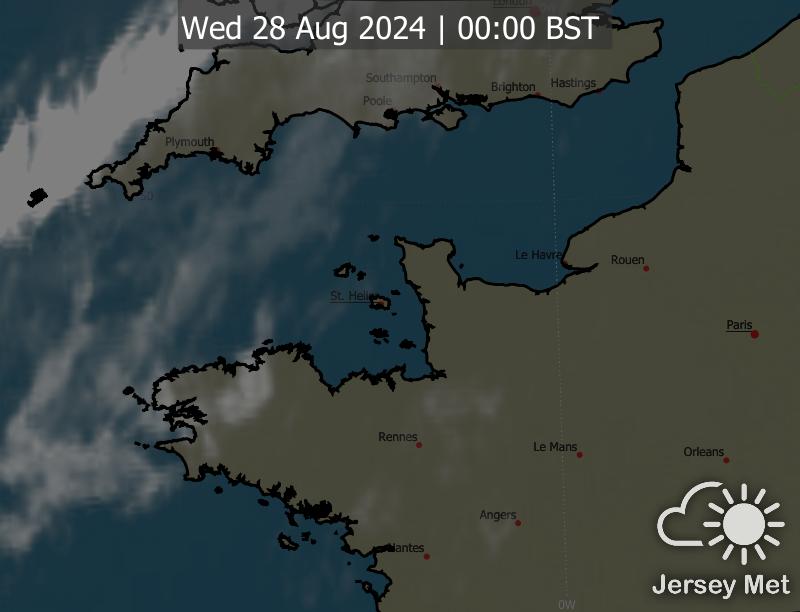 London
Wed 28 Aug 2024 | 00:00 BST
Southampton
Brighton
Hastings
Poole
Plymouth
50
Le Havre
Rouen
St. Helier
Paris
Rennes
Le Mans
Orleans
Angers
Nantes
Jersey Met
0W